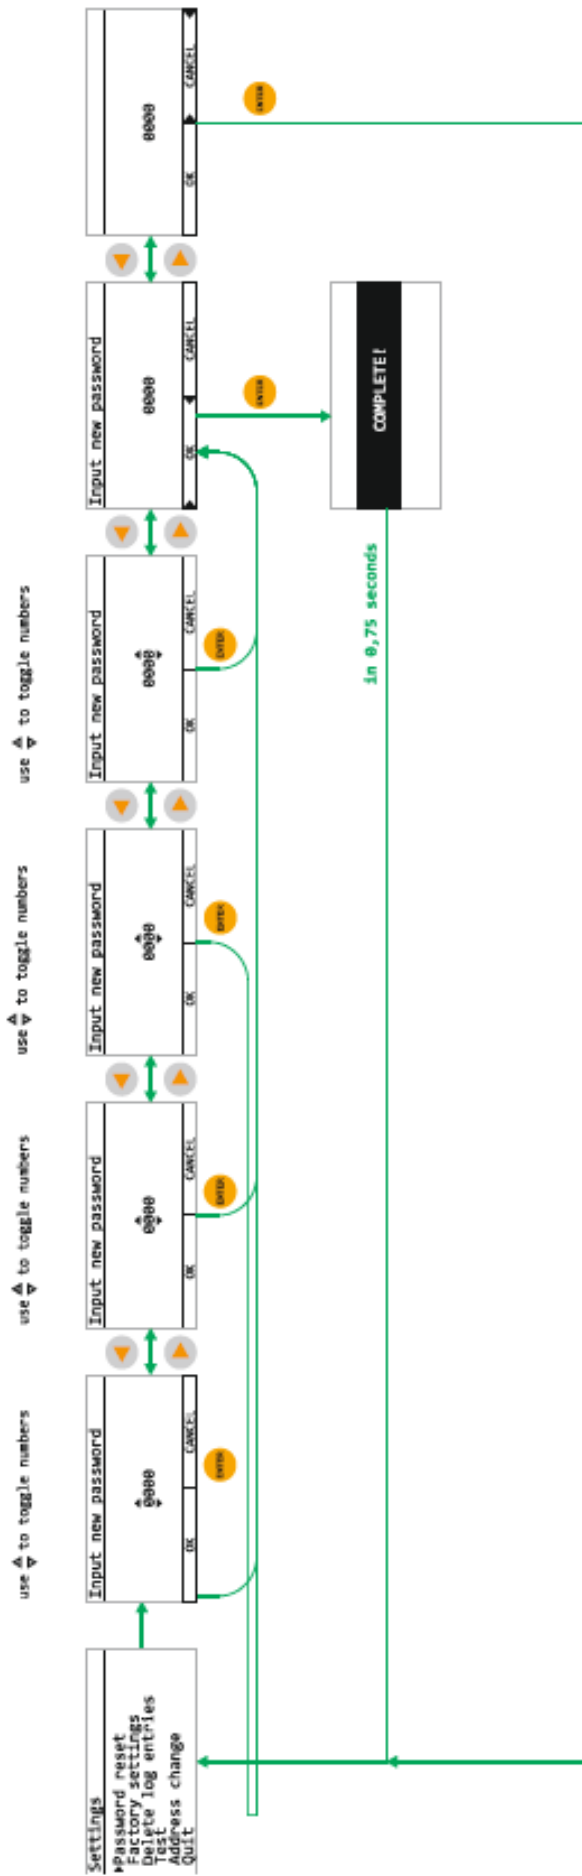 use to toggle numbers
use to toggle numbers
use to toggle numbers
use to toggle numbers
Settings
Password reset
Factory settings
Delete log entries
Test
Address change
Quit
Input new password
0000
OK
CANCEL
ENTER
Input new password
0000
OK
CANCEL
ENTER
Input new password
0000
OK
CANCEL
ENTER
Input new password
0000
OK
CANCEL
ENTER
Input new password
0000
OK
CANCEL
ENTER
0000
OK
CANCEL
ENTER
in 0,75 seconds
COMPLETE!